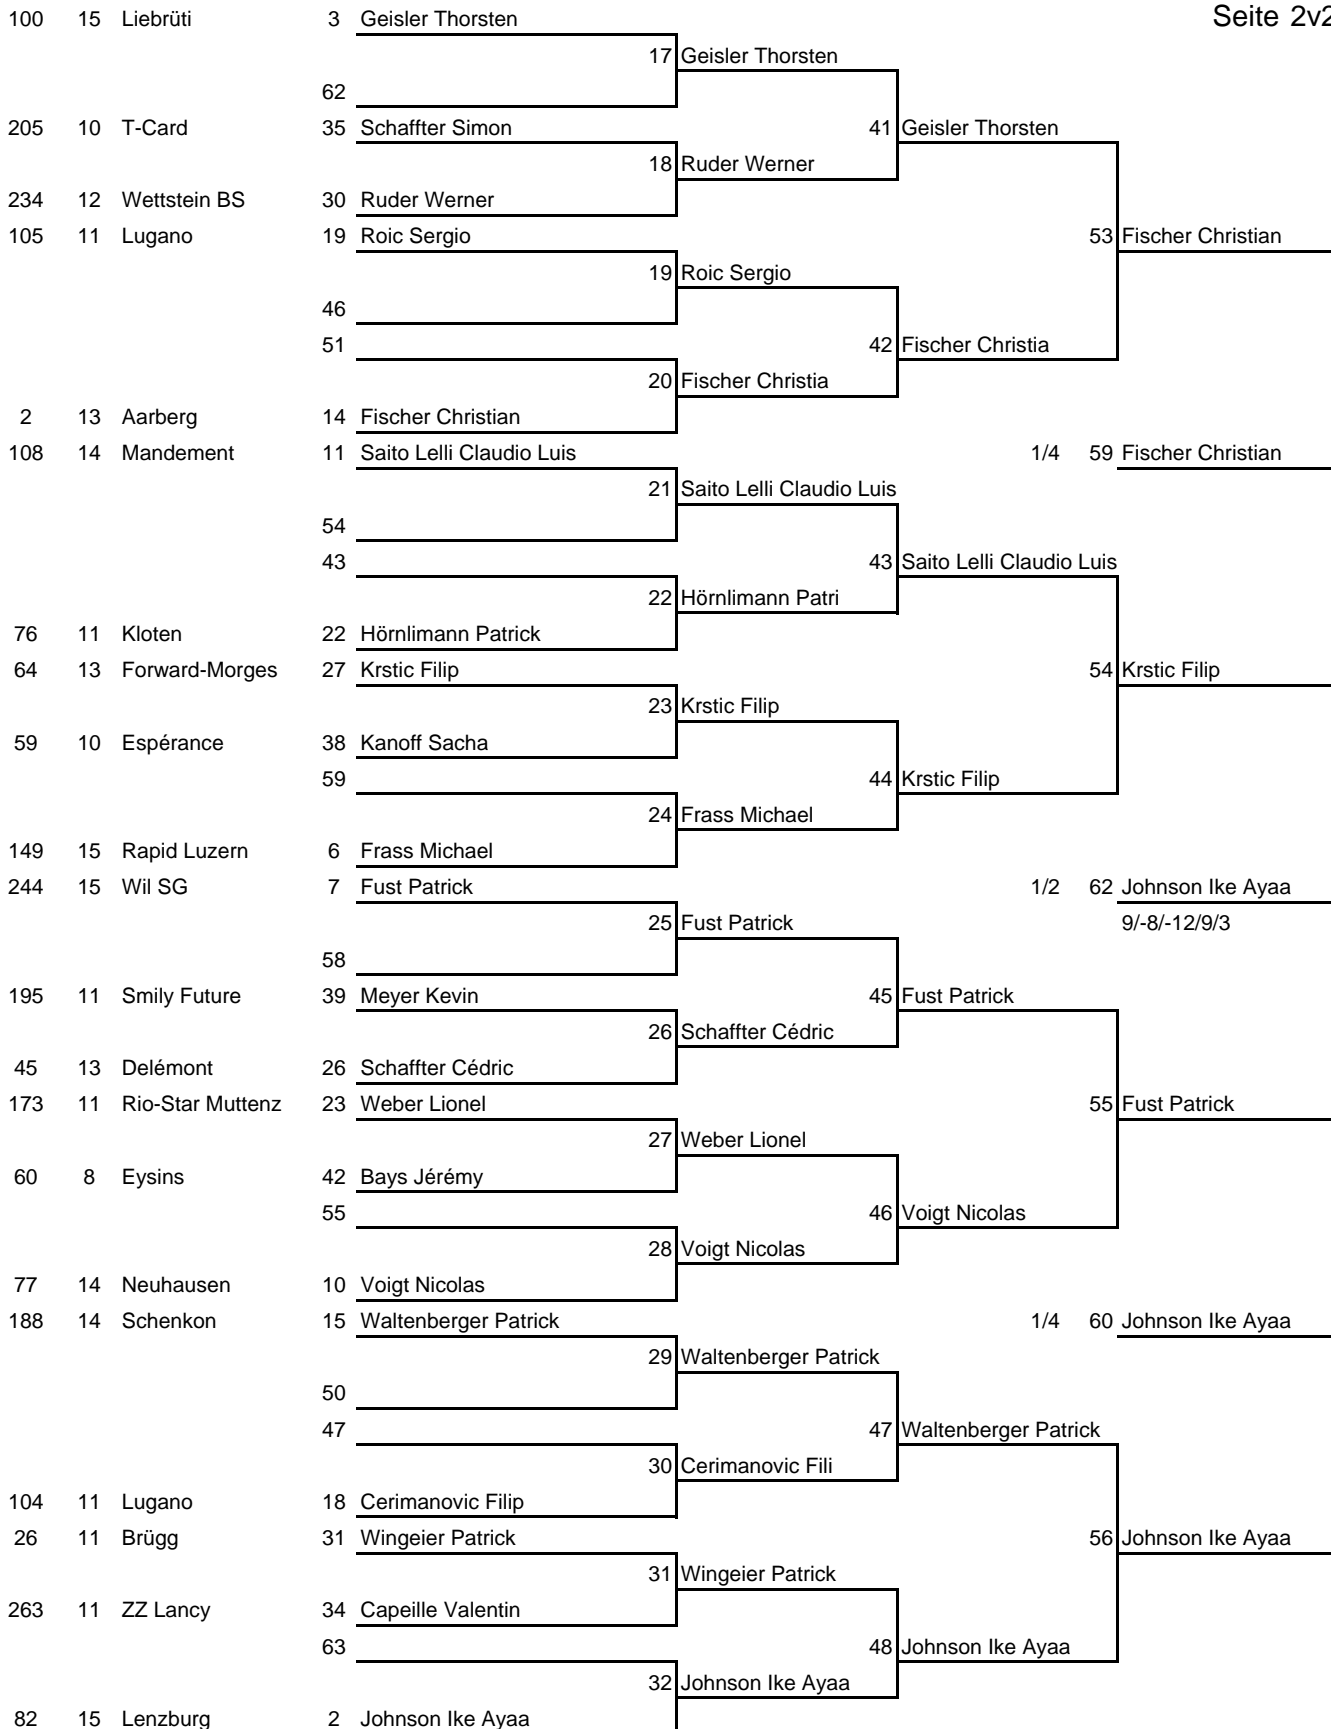 100 15 Liebrüti 3 Geisler Thorsten Seite 2v2
17 Geisler Thorsten
62
205 10 T-Card 35 Schaffter Simon 41 Geisler Thorsten
18 Ruder Werner
234 12 Wettstein BS 30 Ruder Werner
105 11 Lugano 19 Roic Sergio 53 Fischer Christian
19 Roic Sergio
46
51 42 Fischer Christia
20 Fischer Christia
2 13 Aarberg 14 Fischer Christian
108 14 Mandement 11 Saito Lelli Claudio Luis 1/4 59 Fischer Christian
21 Saito Lelli Claudio Luis
54
43 43 Saito Lelli Claudio Luis
22 Hörnlimann Patri
76 11 Kloten 22 Hörnlimann Patrick
64 13 Forward-Morges 27 Krstic Filip 54 Krstic Filip
23 Krstic Filip
59 10 Espérance 38 Kanoff Sacha
59 44 Krstic Filip
24 Frass Michael
149 15 Rapid Luzern 6 Frass Michael
244 15 Wil SG 7 Fust Patrick 1/2 62 Johnson Ike Ayaa
25 Fust Patrick 9/-8/-12/9/3
58
195 11 Smily Future 39 Meyer Kevin 45 Fust Patrick
26 Schaffter Cédric
45 13 Delémont 26 Schaffter Cédric
173 11 Rio-Star Muttenz 23 Weber Lionel 55 Fust Patrick
27 Weber Lionel
60 8 Eysins 42 Bays Jérémy
55 46 Voigt Nicolas
28 Voigt Nicolas
77 14 Neuhausen 10 Voigt Nicolas
188 14 Schenkon 15 Waltenberger Patrick 1/4 60 Johnson Ike Ayaa
29 Waltenberger Patrick
50
47 47 Waltenberger Patrick
30 Cerimanovic Fili
104 11 Lugano 18 Cerimanovic Filip
26 11 Brügg 31 Wingeier Patrick 56 Johnson Ike Ayaa
31 Wingeier Patrick
263 11 ZZ Lancy 34 Capeille Valentin
63 48 Johnson Ike Ayaa
32 Johnson Ike Ayaa
82 15 Lenzburg 2 Johnson Ike Ayaa